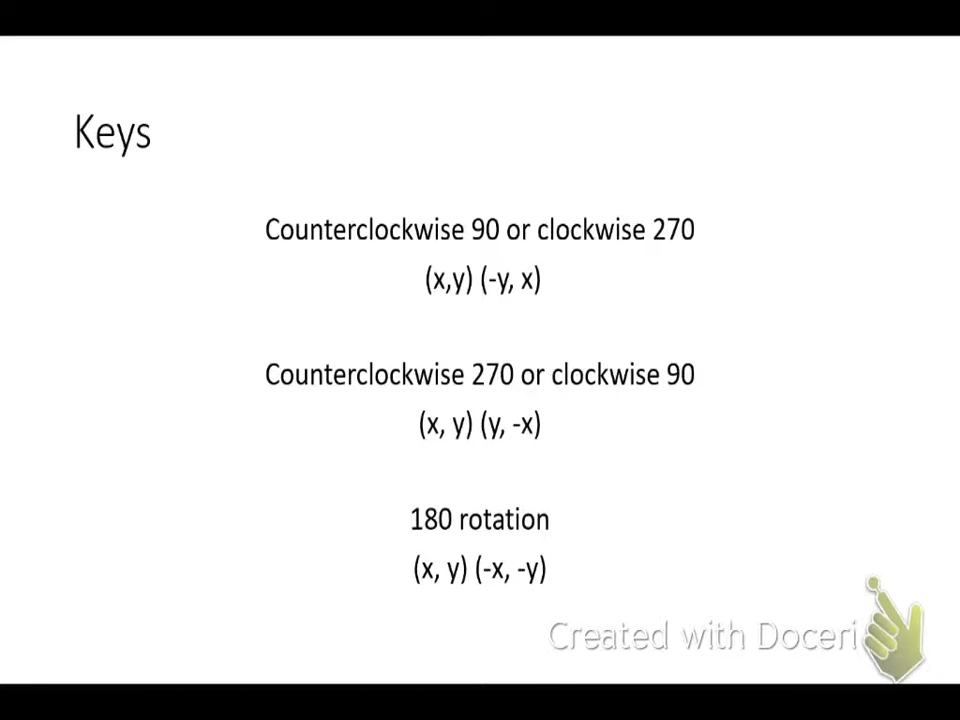 Keys
Counterclockwise 90 or clockwise 270
(x,y) (-y, x)
Counterclockwise 270 or clockwise 90
(x, y) (y, -x)
180 rotation
(x, y) (-x, -y)
Created with Doceri